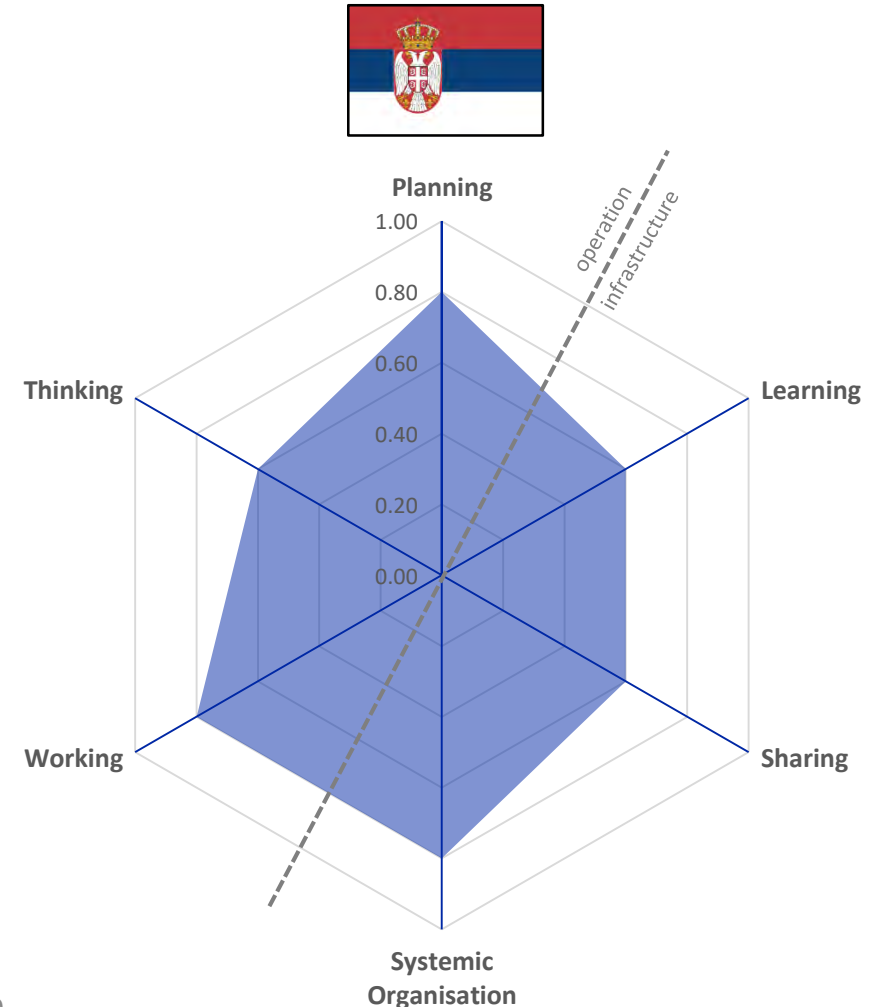 Planning
operation
infrastructure
1.00
0.80
0.60
0.40
0.20
0.00
Thinking
Learning
Working
Sharing
Systemic
Organisation